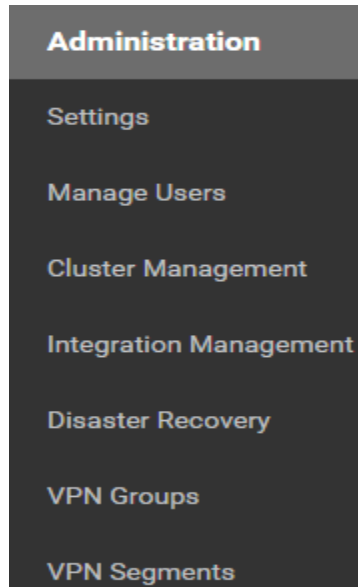 Administration
Settings
Manage Users
Cluster Management
Integration Management
Disaster Recovery
VPN Groups
VPN Segments